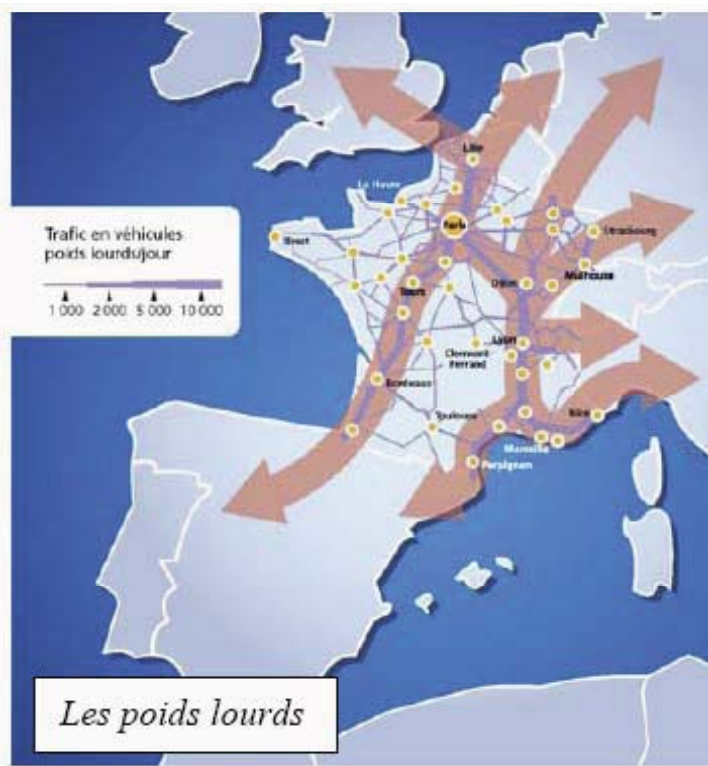 Lille
Le Havre
Paris
Strasbourg
Brest
Trafic en véhicules
poids lourds/jour
1 000 2 000 5 000 10 000
Tours
Dijon
Mulhouse
Lyon
Clermont-
Ferrand
Bordeaux
Toulouse
Nice
Marseille
Perpignan
Les poids lourds